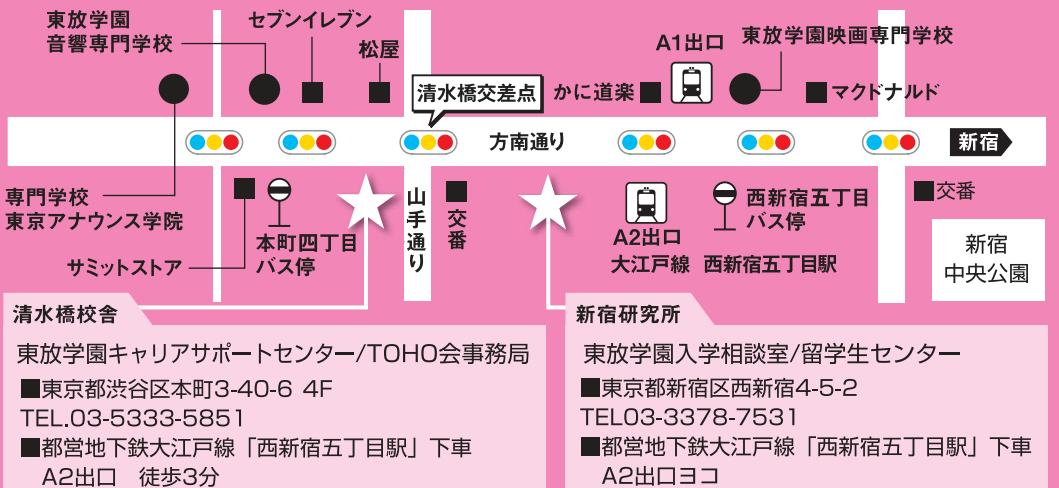 東放学園
音響専門学校
セブンイレブン
松屋
清水橋交差点
かに道楽
A1出口
東放学園映画専門学校
マクドナルド
方南通り
新宿
専門学校
東京アナウンス学院
サミットストア
本町四丁目
バス停
山手通り
交番
A2出口
大江戸線 西新宿五丁目駅
西新宿五丁目
バス停
交番
新宿
中央公園
清水橋校舎
東放学園キャリアサポートセンター/TOHO会事務局
■東京都渋谷区本町3-40-6 4F
TEL.03-5333-5851
■都営地下鉄大江戸線「西新宿五丁目駅」下車
A2出口 徒歩3分
新宿研究所
東放学園入学相談室/留学生センター
■東京都新宿区西新宿4-5-2
TEL03-3378-7531
■都営地下鉄大江戸線「西新宿五丁目駅」下車
A2出口ヨコ